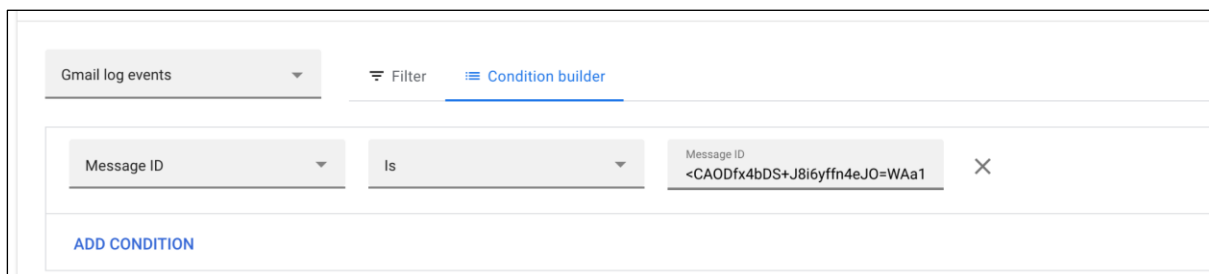 Gmail log events
Filter
Condition builder
Message ID
Is
Message ID
<CAODfx4bDS+J8i6yffn4eJO=WAa1
ADD CONDITION